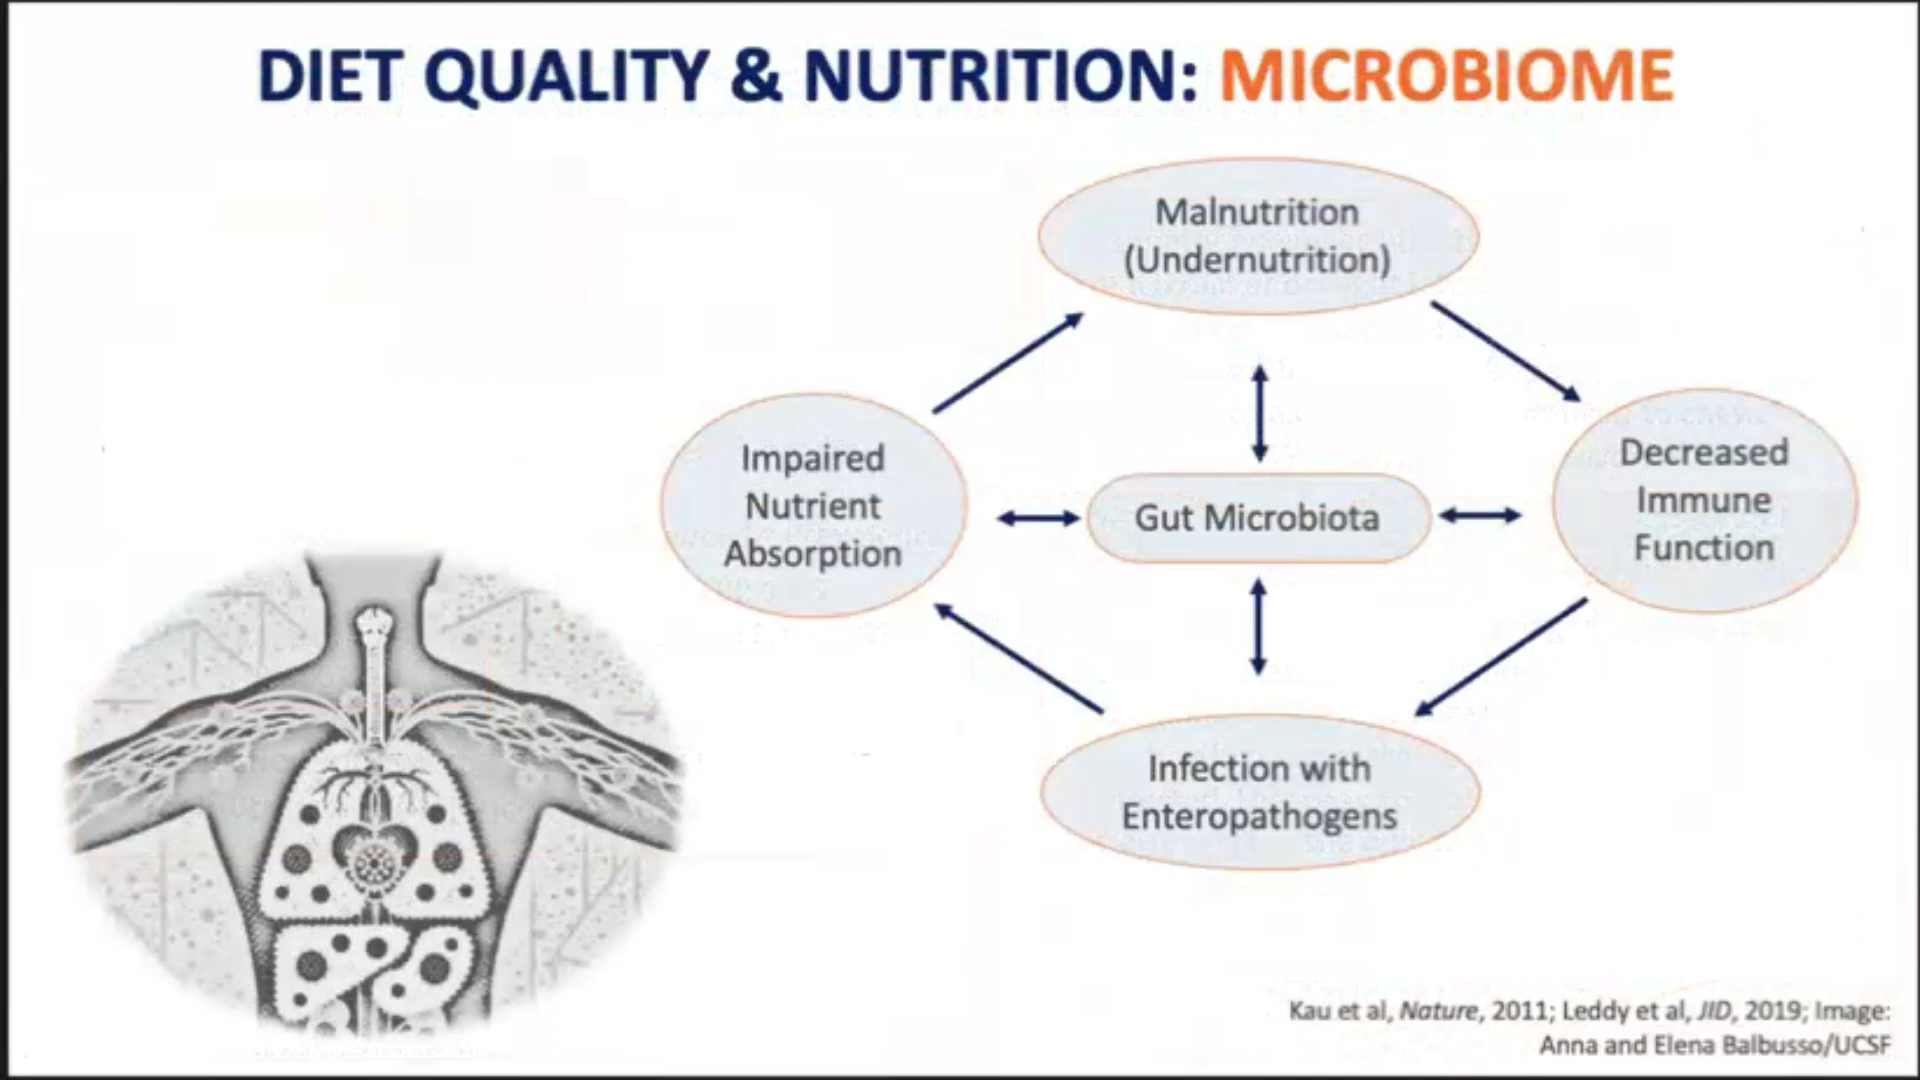 DIET QUALITY & NUTRITION: MICROBIOME
Malnutrition
(Undernutrition)
Impaired
Nutrient
Absorption
Gut Microbiota
Decreased
Immune
Function
Infection with
Enteropathogens
Kau et al, Nature, 2011; Leddy et al, JID, 2019; Image:
Anna and Elena Balbusso/UCSF